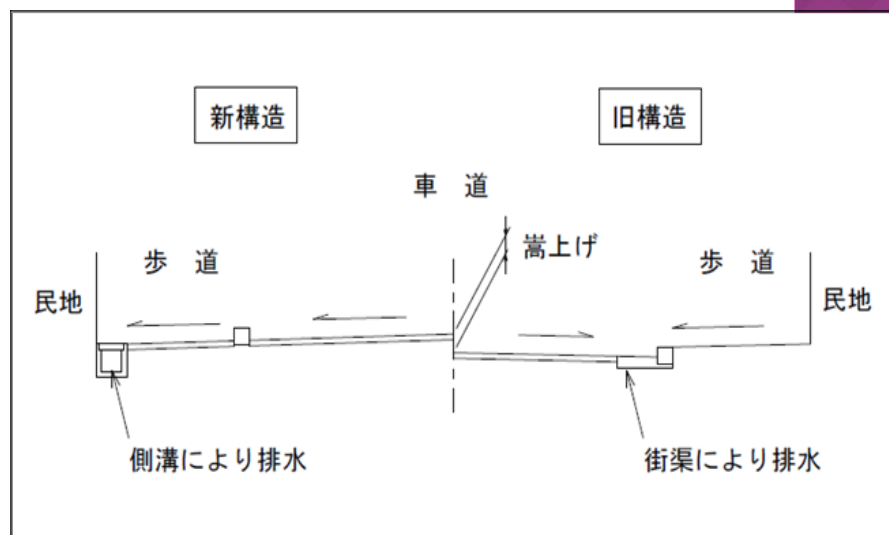 新構造
旧構造
車　道
嵩上げ
歩　道
歩　道
民地
民地
側溝により排水
街渠により排水